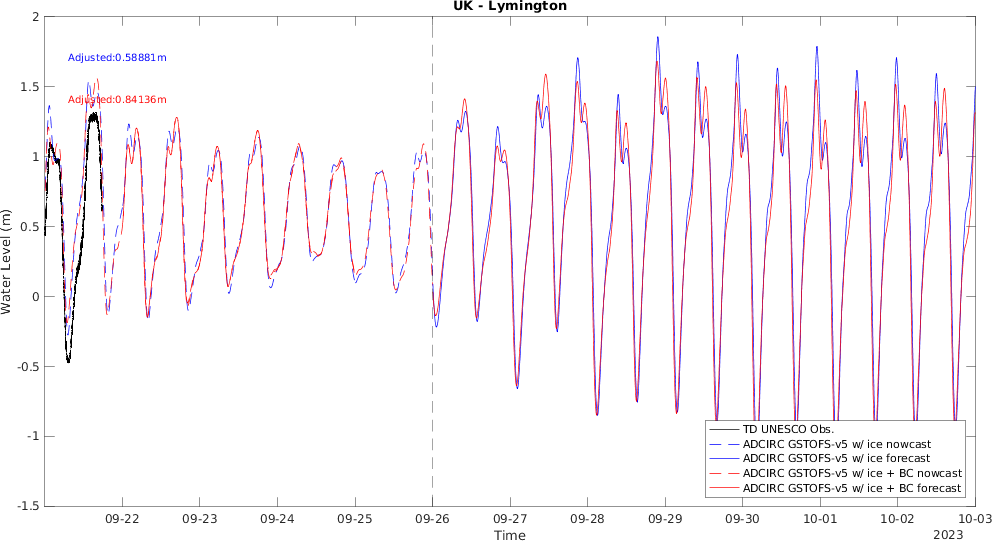 UK - Lymington
2
1.5
1
0.5
0
-0.5
-1
-1.5
Water Level (m)
Adjusted:0.58881m
Adjusted:0.84136m
TD UNESCO Obs.
ADCIRC GSTOFS-v5 w/ ice nowcast
ADCIRC GSTOFS-v5 w/ ice forecast
ADCIRC GSTOFS-v5 w/ ice + BC nowcast
ADCIRC GSTOFS-v5 w/ ice + BC forecast
09-22 09-23 09-24 09-25 09-26 09-27 09-28 09-29 09-30 10-01 10-02 10-03
Time
2023